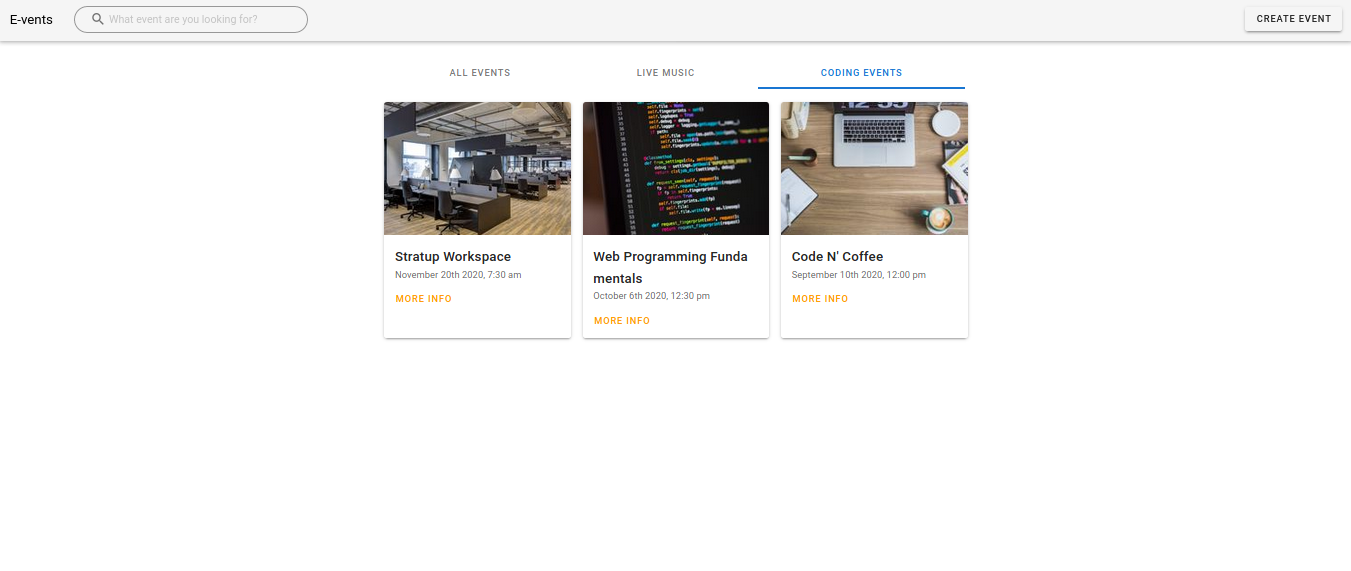 E-vents
What event are you looking for?
CREATE EVENT
ALL EVENTS
LIVE MUSIC
CODING EVENTS
Stratup Workspace
November 20th 2020, 7:30 am
MORE INFO
Web Programming Funda
mentals
October 6th 2020, 12:30 pm
MORE INFO
Code N' Coffee
September 10th 2020, 12:00 pm
MORE INFO